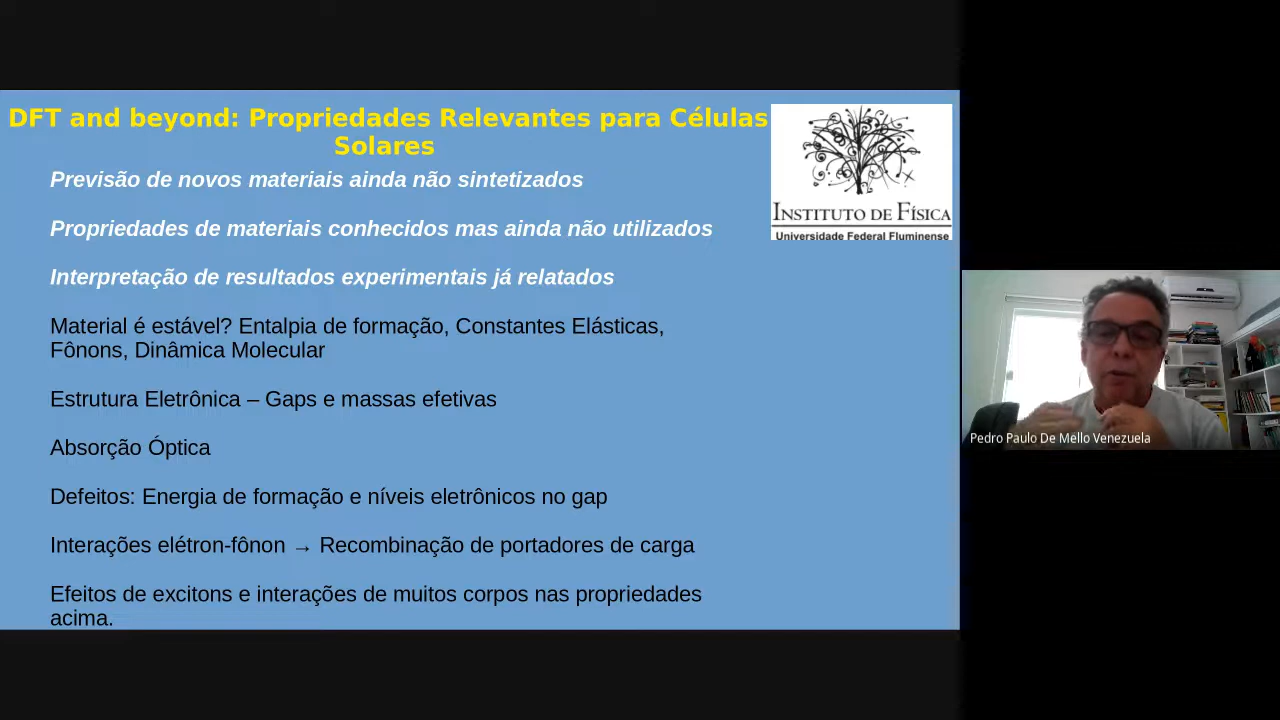 DFT and beyond: Propriedades Relevantes para Células
Solares
Previsão de novos materiais ainda não sintetizados
Propriedades de materiais conhecidos mas ainda não utilizados
Interpretação de resultados experimentais já relatados
Material é estável? Entalpia de formação, Constantes Elásticas,
Fônons, Dinâmica Molecular
Estrutura Eletrônica – Gaps e massas efetivas
Absorção Óptica
Defeitos: Energia de formação e níveis eletrônicos no gap
Interações elétron-fônon → Recombinação de portadores de carga
Efeitos de excitons e interações de muitos corpos nas propriedades
acima.
INSTITUTO DE FÍSICA
Universidade Federal Fluminense
Pedro Paulo De Mello Venezuela